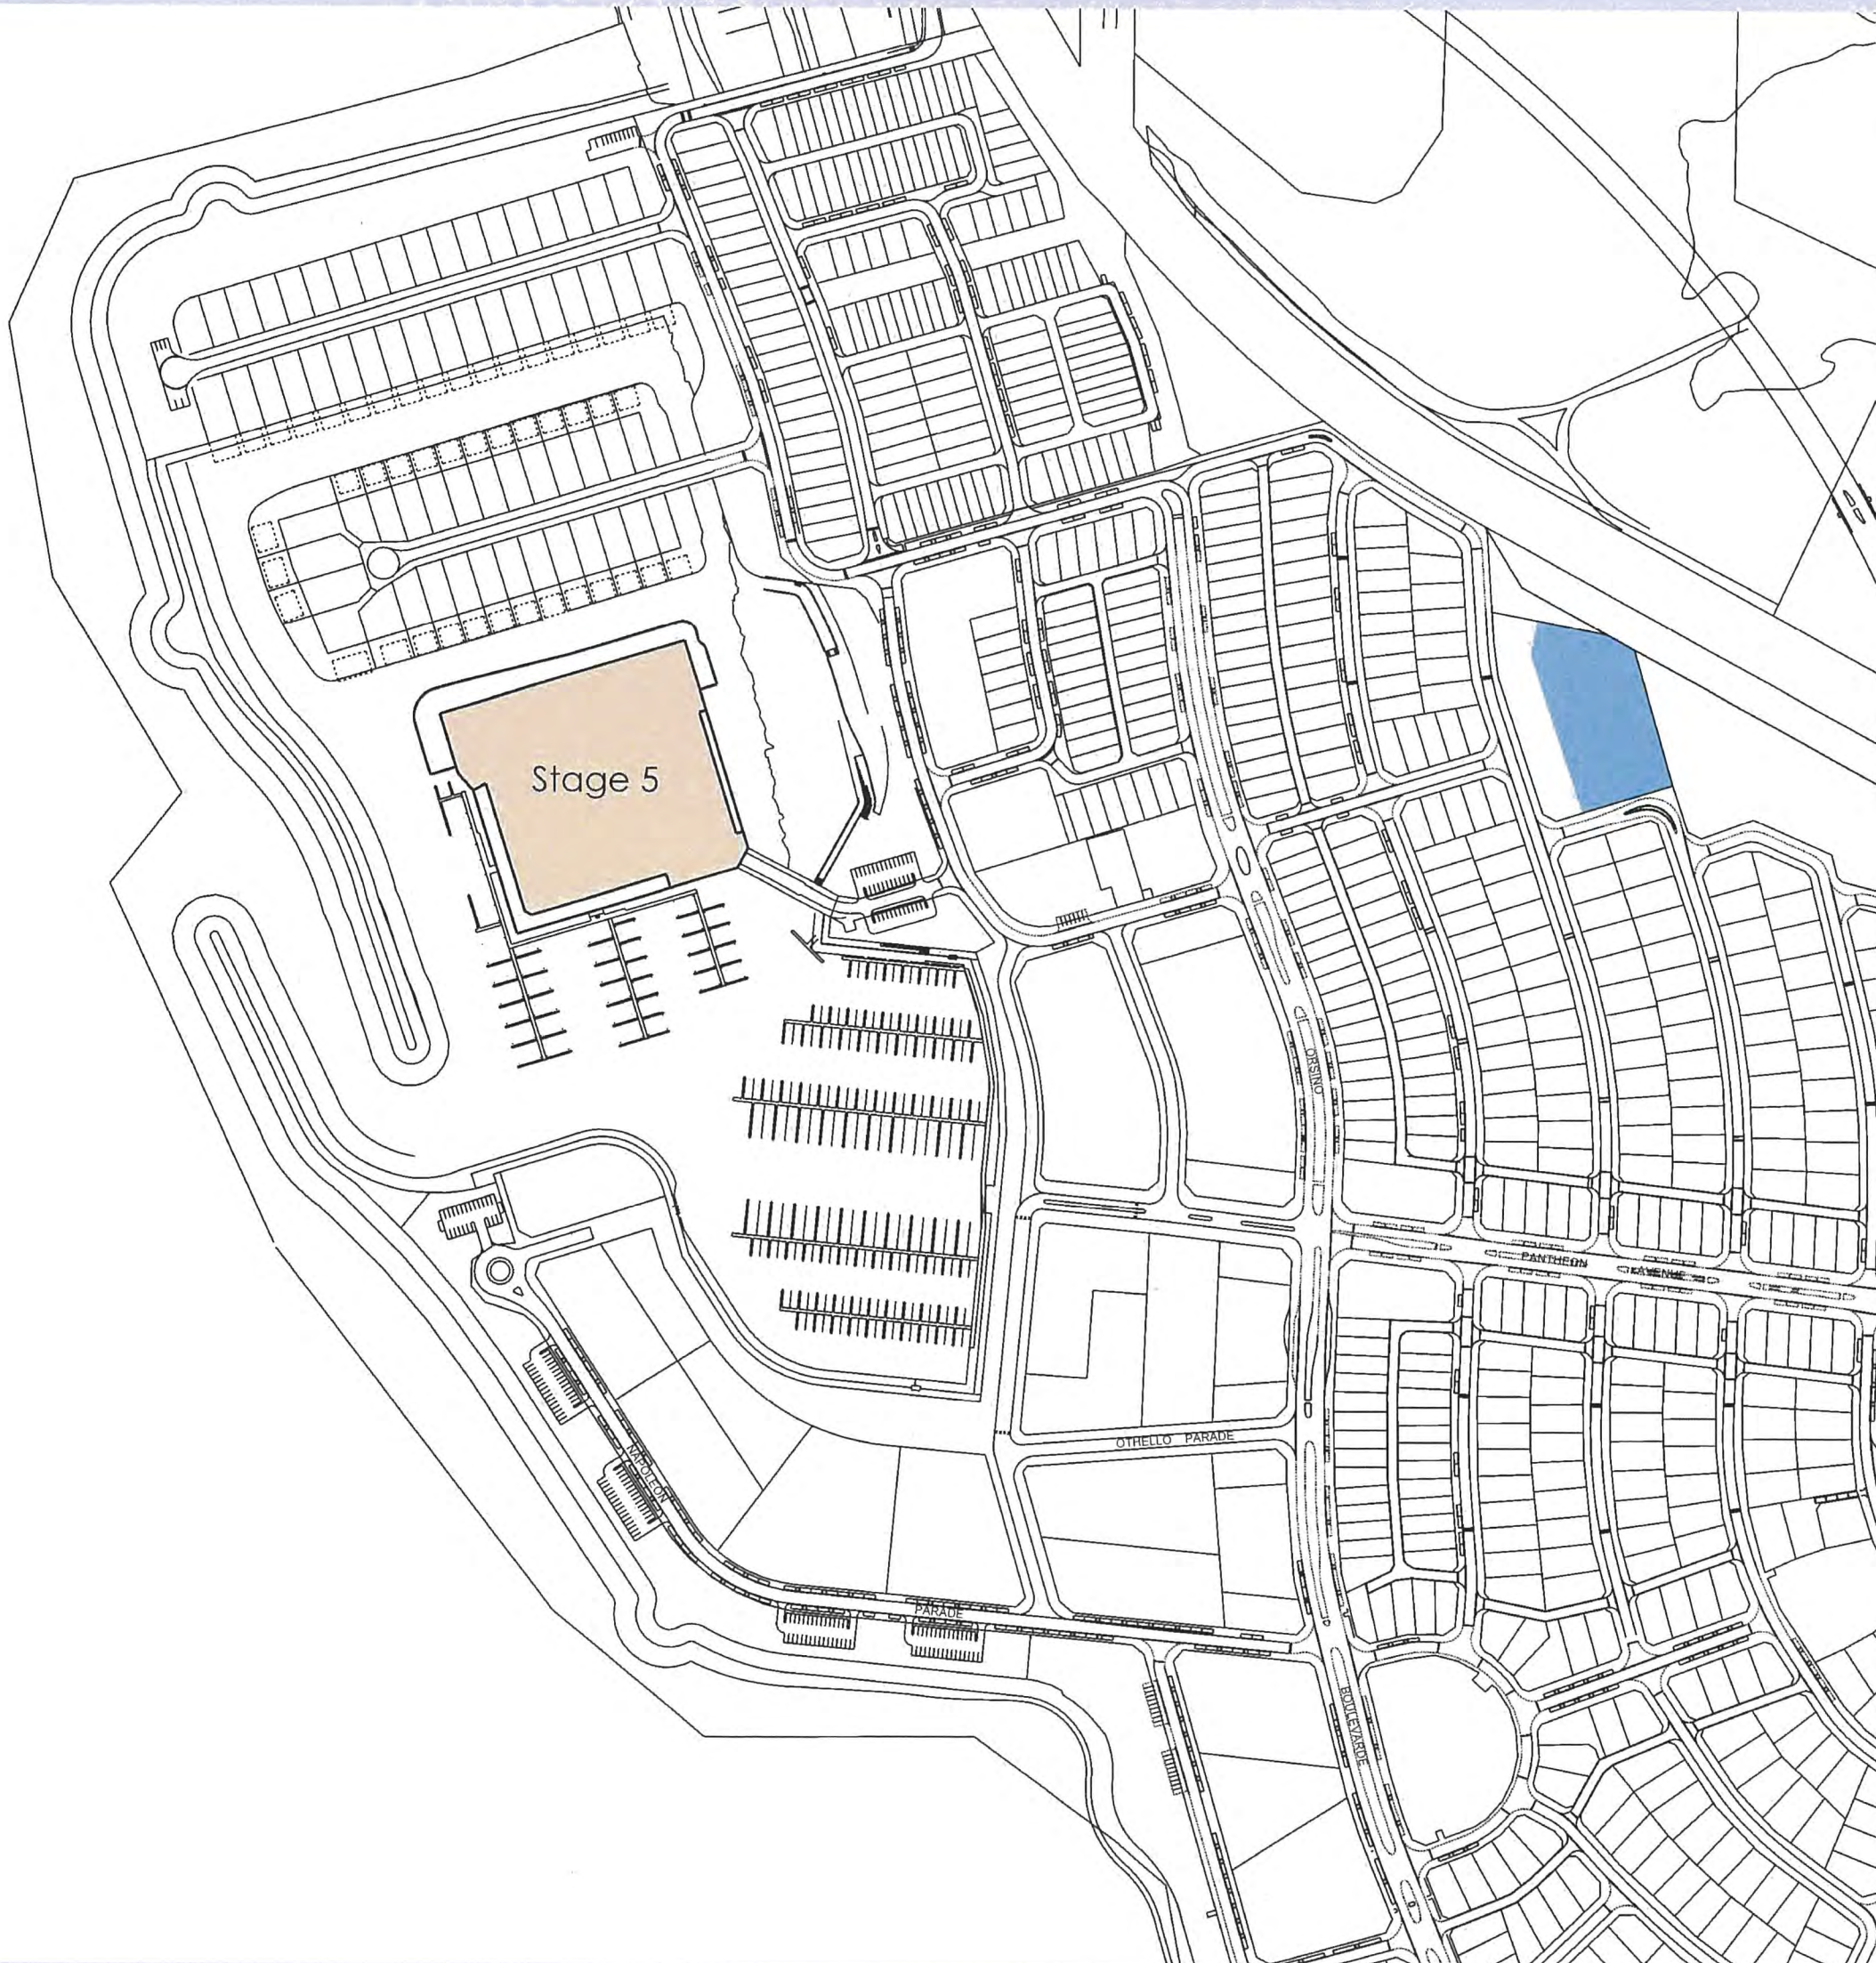 Stage 5
ORSINO
PANTHEON AVENUE
OTHELLO PARADE
NAPOLEON
PARADE
BOULEVARDE